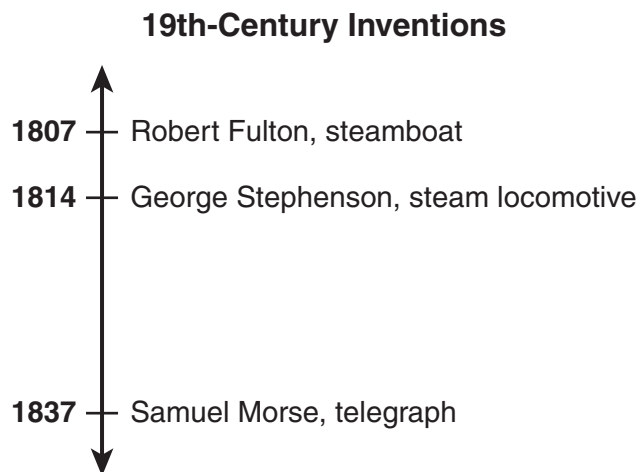 19th-Century Inventions
1807 Robert Fulton, steamboat
1814 George Stephenson, steam locomotive
1837 Samuel Morse, telegraph